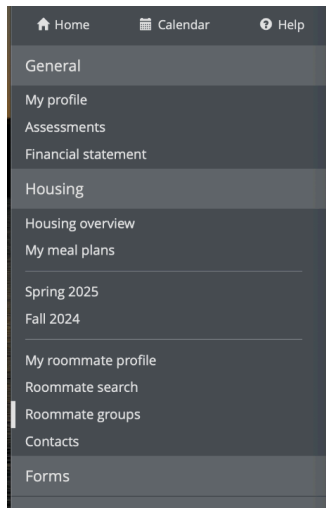 Home Calendar Help
General
My profile
Assessments
Financial statement
Housing
Housing overview
My meal plans
Spring 2025
Fall 2024
My roommate profile
Roommate search
Roommate groups
Contacts
Forms